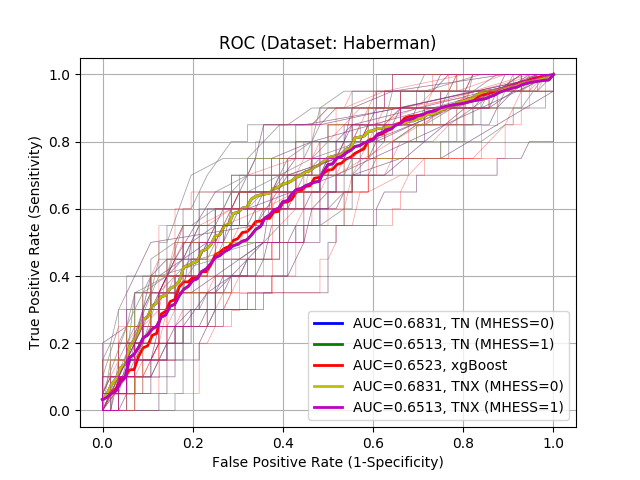 ROC (Dataset: Haberman)
True Positive Rate (Sensitivity)
1.0
0.8
0.6
0.4
0.2
0.0
AUC=0.6831, TN (MHESS=0)
AUC=0.6513, TN (MHESS=1)
AUC=0.6523, xgBoost
AUC=0.6831, TNX (MHESS=0)
AUC=0.6513, TNX (MHESS=1)
0.0 0.2 0.4 0.6 0.8 1.0
False Positive Rate (1-Specificity)